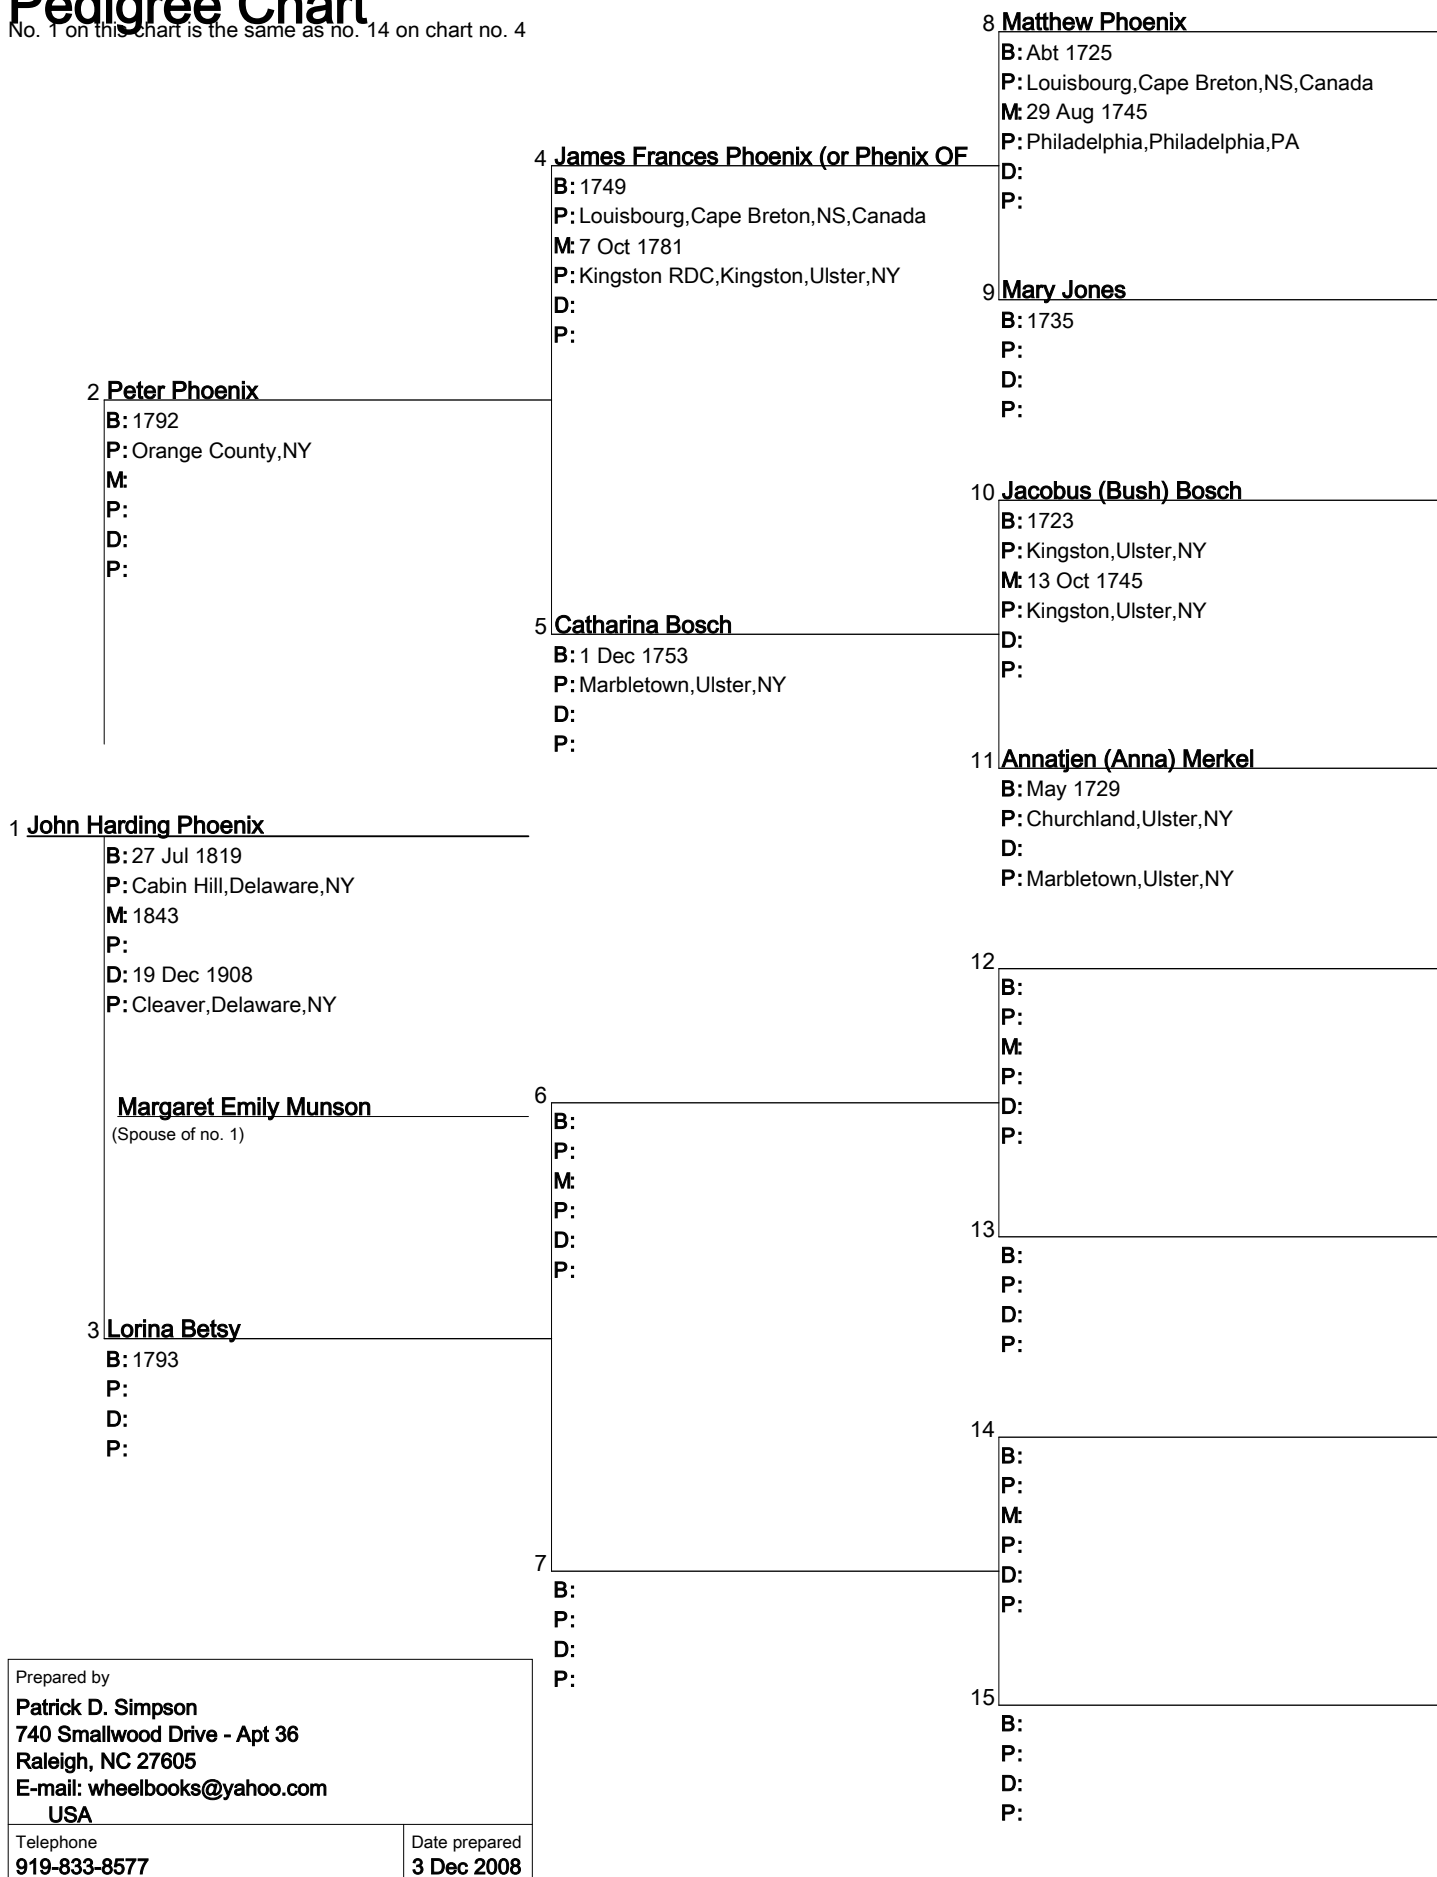 Pedigree Chart
No. 1 on this chart is the same as no. 14 on chart no. 4
8 Matthew Phoenix
B: Abt 1725
P: Louisbourg,Cape Breton,NS,Canada
M: 29 Aug 1745
P: Philadelphia,Philadelphia,PA
D:
P:
4 James Frances Phoenix (or Phenix OF
B: 1749
P: Louisbourg,Cape Breton,NS,Canada
M: 7 Oct 1781
P: Kingston RDC,Kingston,Ulster,NY
D:
P:
9 Mary Jones
B: 1735
P:
D:
P:
2 Peter Phoenix
B: 1792
P: Orange County,NY
M:
P:
D:
P:
10 Jacobus (Bush) Bosch
B: 1723
P: Kingston,Ulster,NY
M: 13 Oct 1745
P: Kingston,Ulster,NY
D:
P:
5 Catharina Bosch
B: 1 Dec 1753
P: Marbletown,Ulster,NY
D:
P:
11 Annatjen (Anna) Merkel
B: May 1729
P: Churchland,Ulster,NY
D:
P: Marbletown,Ulster,NY
1 John Harding Phoenix
B: 27 Jul 1819
P: Cabin Hill,Delaware,NY
M: 1843
P:
D: 19 Dec 1908
P: Cleaver,Delaware,NY
Margaret Emily Munson
(Spouse of no. 1)
12
B:
P:
M:
P:
D:
P:
6
B:
P:
M:
P:
D:
P:
13
B:
P:
D:
P:
3 Lorina Betsy
B: 1793
P:
D:
P:
14
B:
P:
M:
P:
D:
P:
7
B:
P:
D:
P:
15
B:
P:
D:
P:
Prepared by
Patrick D. Simpson
740 Smallwood Drive - Apt 36
Raleigh, NC 27605
E-mail: wheelbooks@yahoo.com
USA
Telephone
919-833-8577
Date prepared
3 Dec 2008